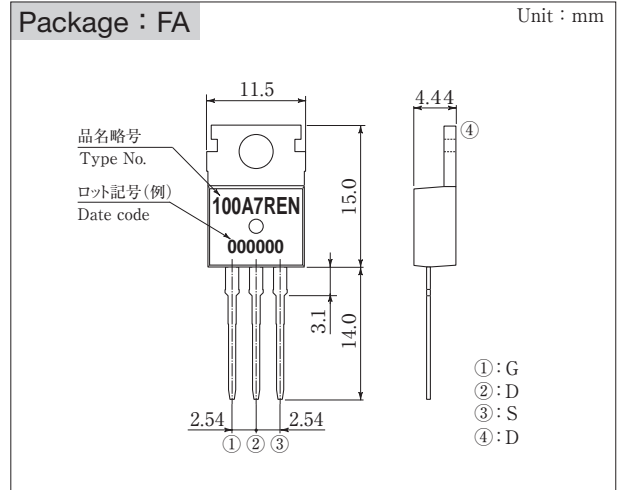 Package：FA
Unit：mm
11.5
4.44
④
品名略号
Type No.
ロット記号（例）
Date code
100A7REN
000000
15.0
3.1
14.0
①：G
②：D
③：S
④：D
2.54
2.54
① ② ③